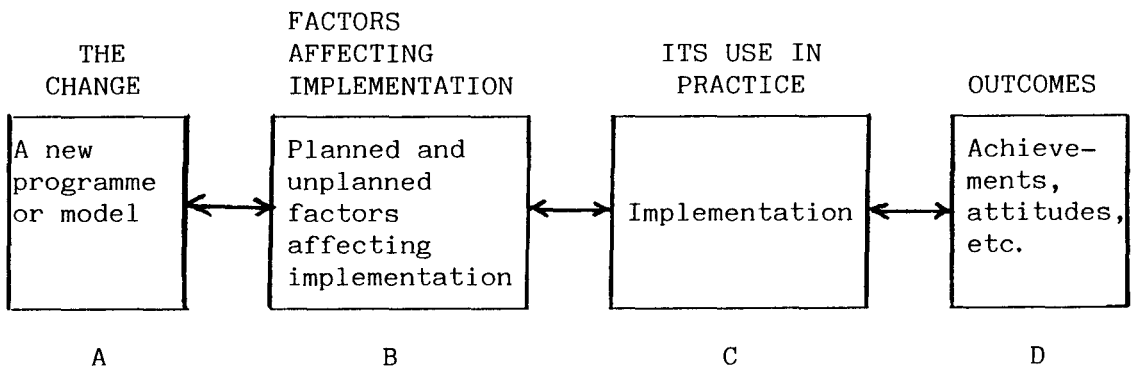 THE
CHANGE
FACTORS
AFFECTING
IMPLEMENTATION
ITS USE IN
PRACTICE
OUTCOMES
A new
programme
or model
Planned and
unplanned
factors
affecting
implementation
Implementation
Achieve-
ments,
attitudes,
etc.
A
B
C
D